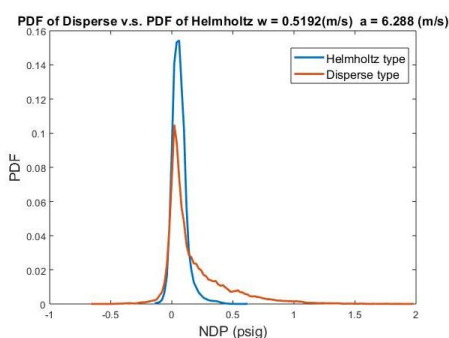 PDF of Disperse v.s. PDF of Helmholtz w = 0.5192(m/s) a = 6.288 (m/s)
0.16
0.14
0.12
0.1
0.08
0.06
0.04
0.02
0
PDF
Helmholtz type
Disperse type
-1 -0.5 0 0.5 1 1.5 2
NDP (psig)